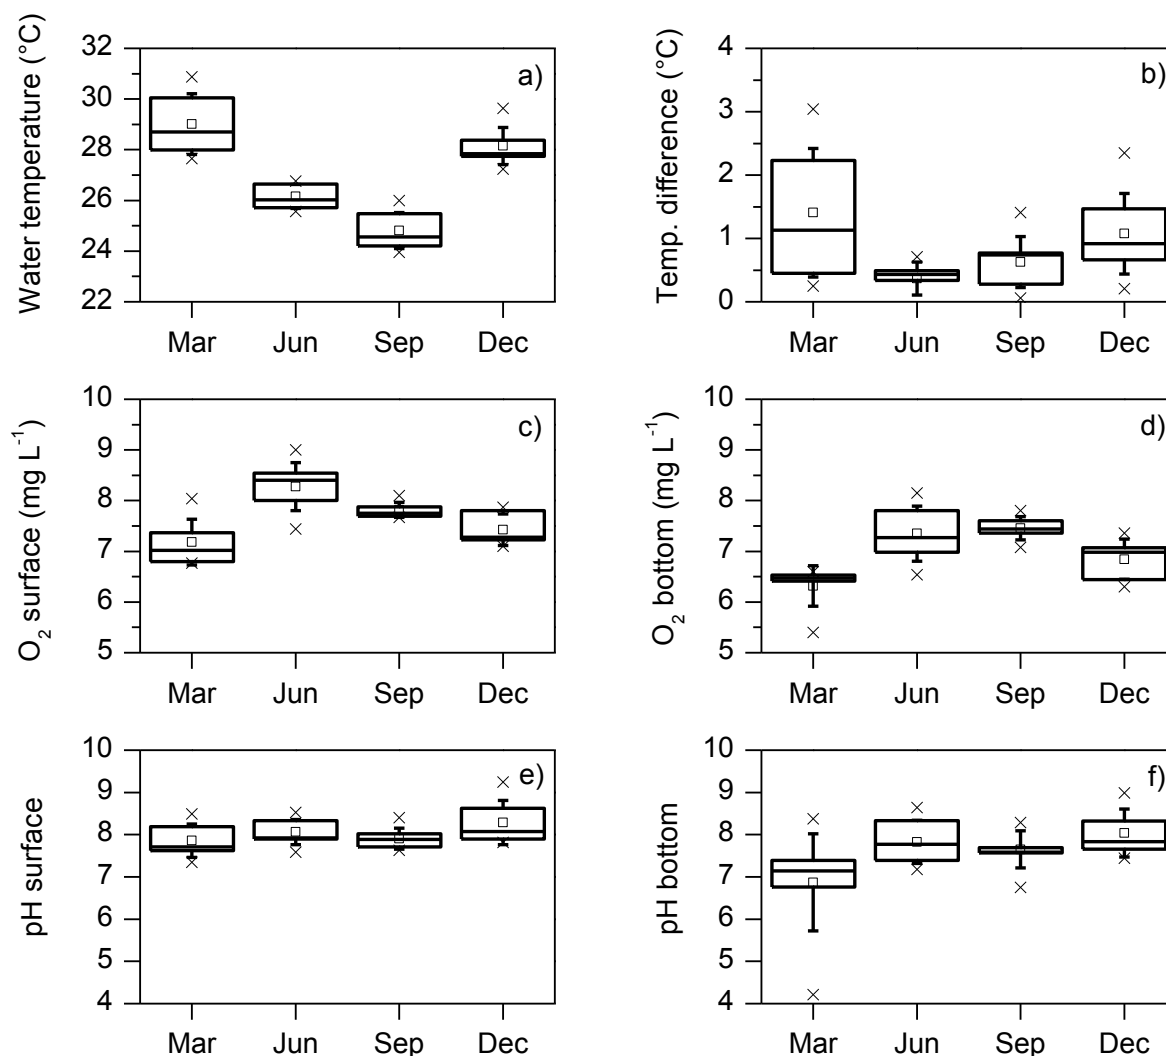 Water temperature (°C)
32
30
28
26
24
22
a)
Mar Jun Sep Dec
Temp. difference (°C)
4
3
2
1
0
b)
Mar Jun Sep Dec
O₂ surface (mg L⁻¹)
10
9
8
7
6
5
c)
Mar Jun Sep Dec
O₂ bottom (mg L⁻¹)
10
9
8
7
6
5
d)
Mar Jun Sep Dec
pH surface
10
9
8
7
6
5
4
e)
Mar Jun Sep Dec
pH bottom
10
9
8
7
6
5
4
f)
Mar Jun Sep Dec